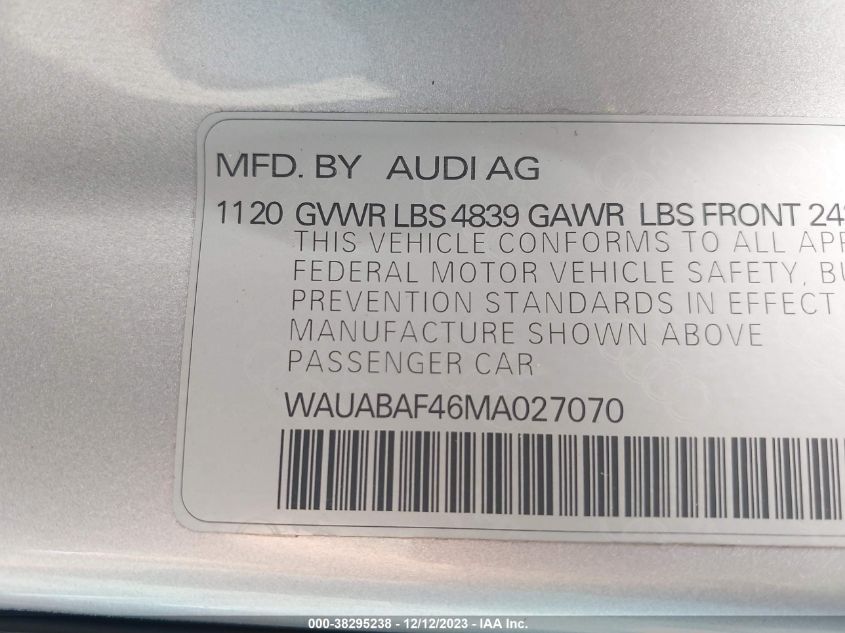 MFD. BY AUDI AG
1120 GVWR LBS 4839 GAWR LBS FRONT
THIS VEHICLE CONFORMS TO ALL
FEDERAL MOTOR VEHICLE SAFETY,
PREVENTION STANDARDS IN EFFECT
MANUFACTURE SHOWN ABOVE
PASSENGER CAR
WAUABAF46MA027070
000-38295238 - 12/12/2023 - IAA Inc.